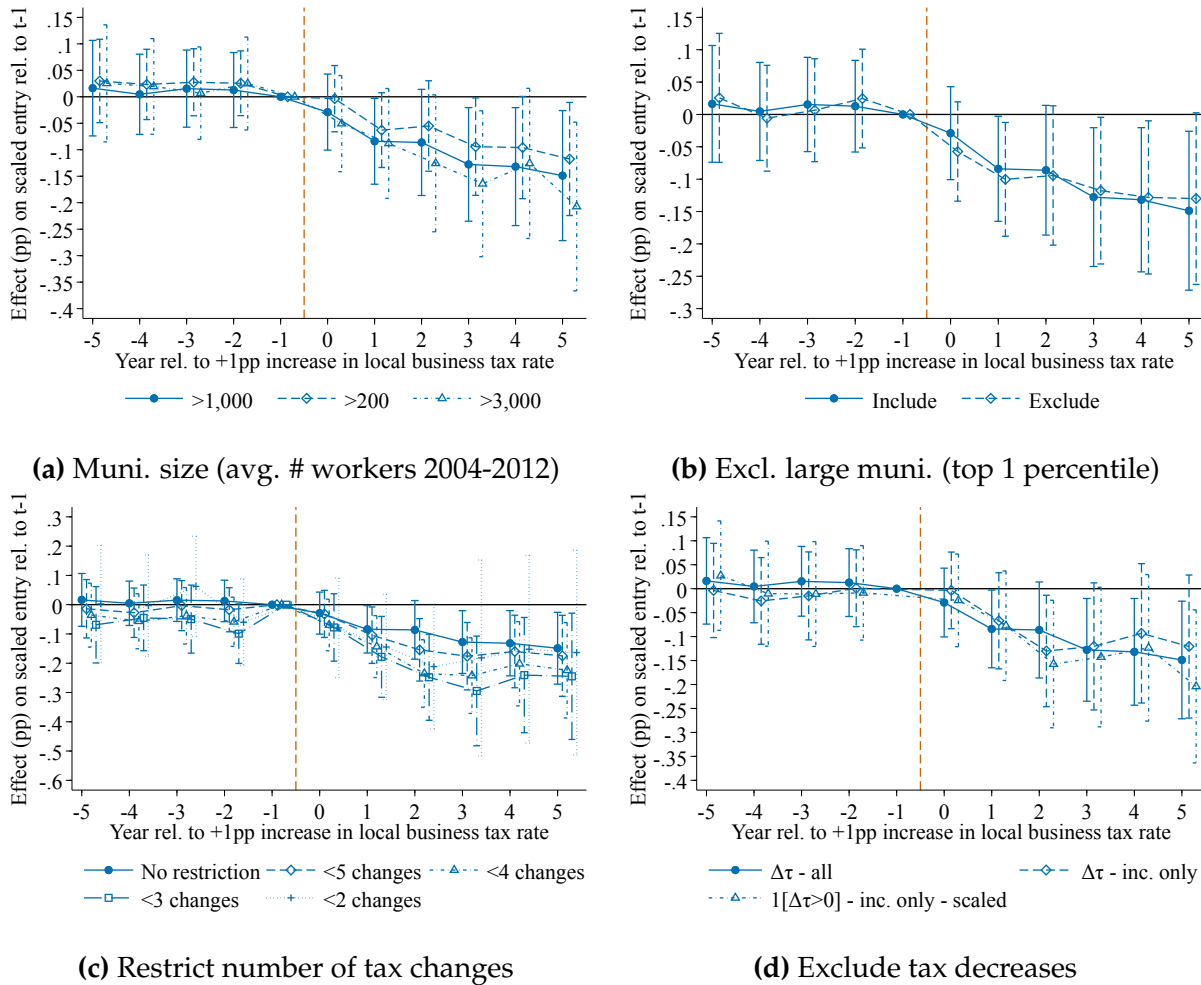 Effect (pp) on scaled entry rel. to t-1
.15
.1
.05
0
-.05
-.1
-.15
-.2
-.25
-.3
-.35
-.4
-5 -4 -3 -2 -1 0 1 2 3 4 5
Year rel. to +1pp increase in local business tax rate
>1,000 >200 >3,000
(a) Muni. size (avg. # workers 2004-2012)
Effect (pp) on scaled entry rel. to t-1
.15
.1
.05
0
-.05
-.1
-.15
-.2
-.25
-.3
-5 -4 -3 -2 -1 0 1 2 3 4 5
Year rel. to +1pp increase in local business tax rate
Include Exclude
(b) Excl. large muni. (top 1 percentile)
Effect (pp) on scaled entry rel. to t-1
.3
.2
.1
0
-.1
-.2
-.3
-.4
-.5
-.6
-5 -4 -3 -2 -1 0 1 2 3 4 5
Year rel. to +1pp increase in local business tax rate
No restriction <5 changes <4 changes
<3 changes <2 changes
(c) Restrict number of tax changes
Effect (pp) on scaled entry rel. to t-1
.15
.1
.05
0
-.05
-.1
-.15
-.2
-.25
-.3
-.35
-.4
-5 -4 -3 -2 -1 0 1 2 3 4 5
Year rel. to +1pp increase in local business tax rate
Δτ - all Δτ - inc. only
1[Δτ>0] - inc. only - scaled
(d) Exclude tax decreases